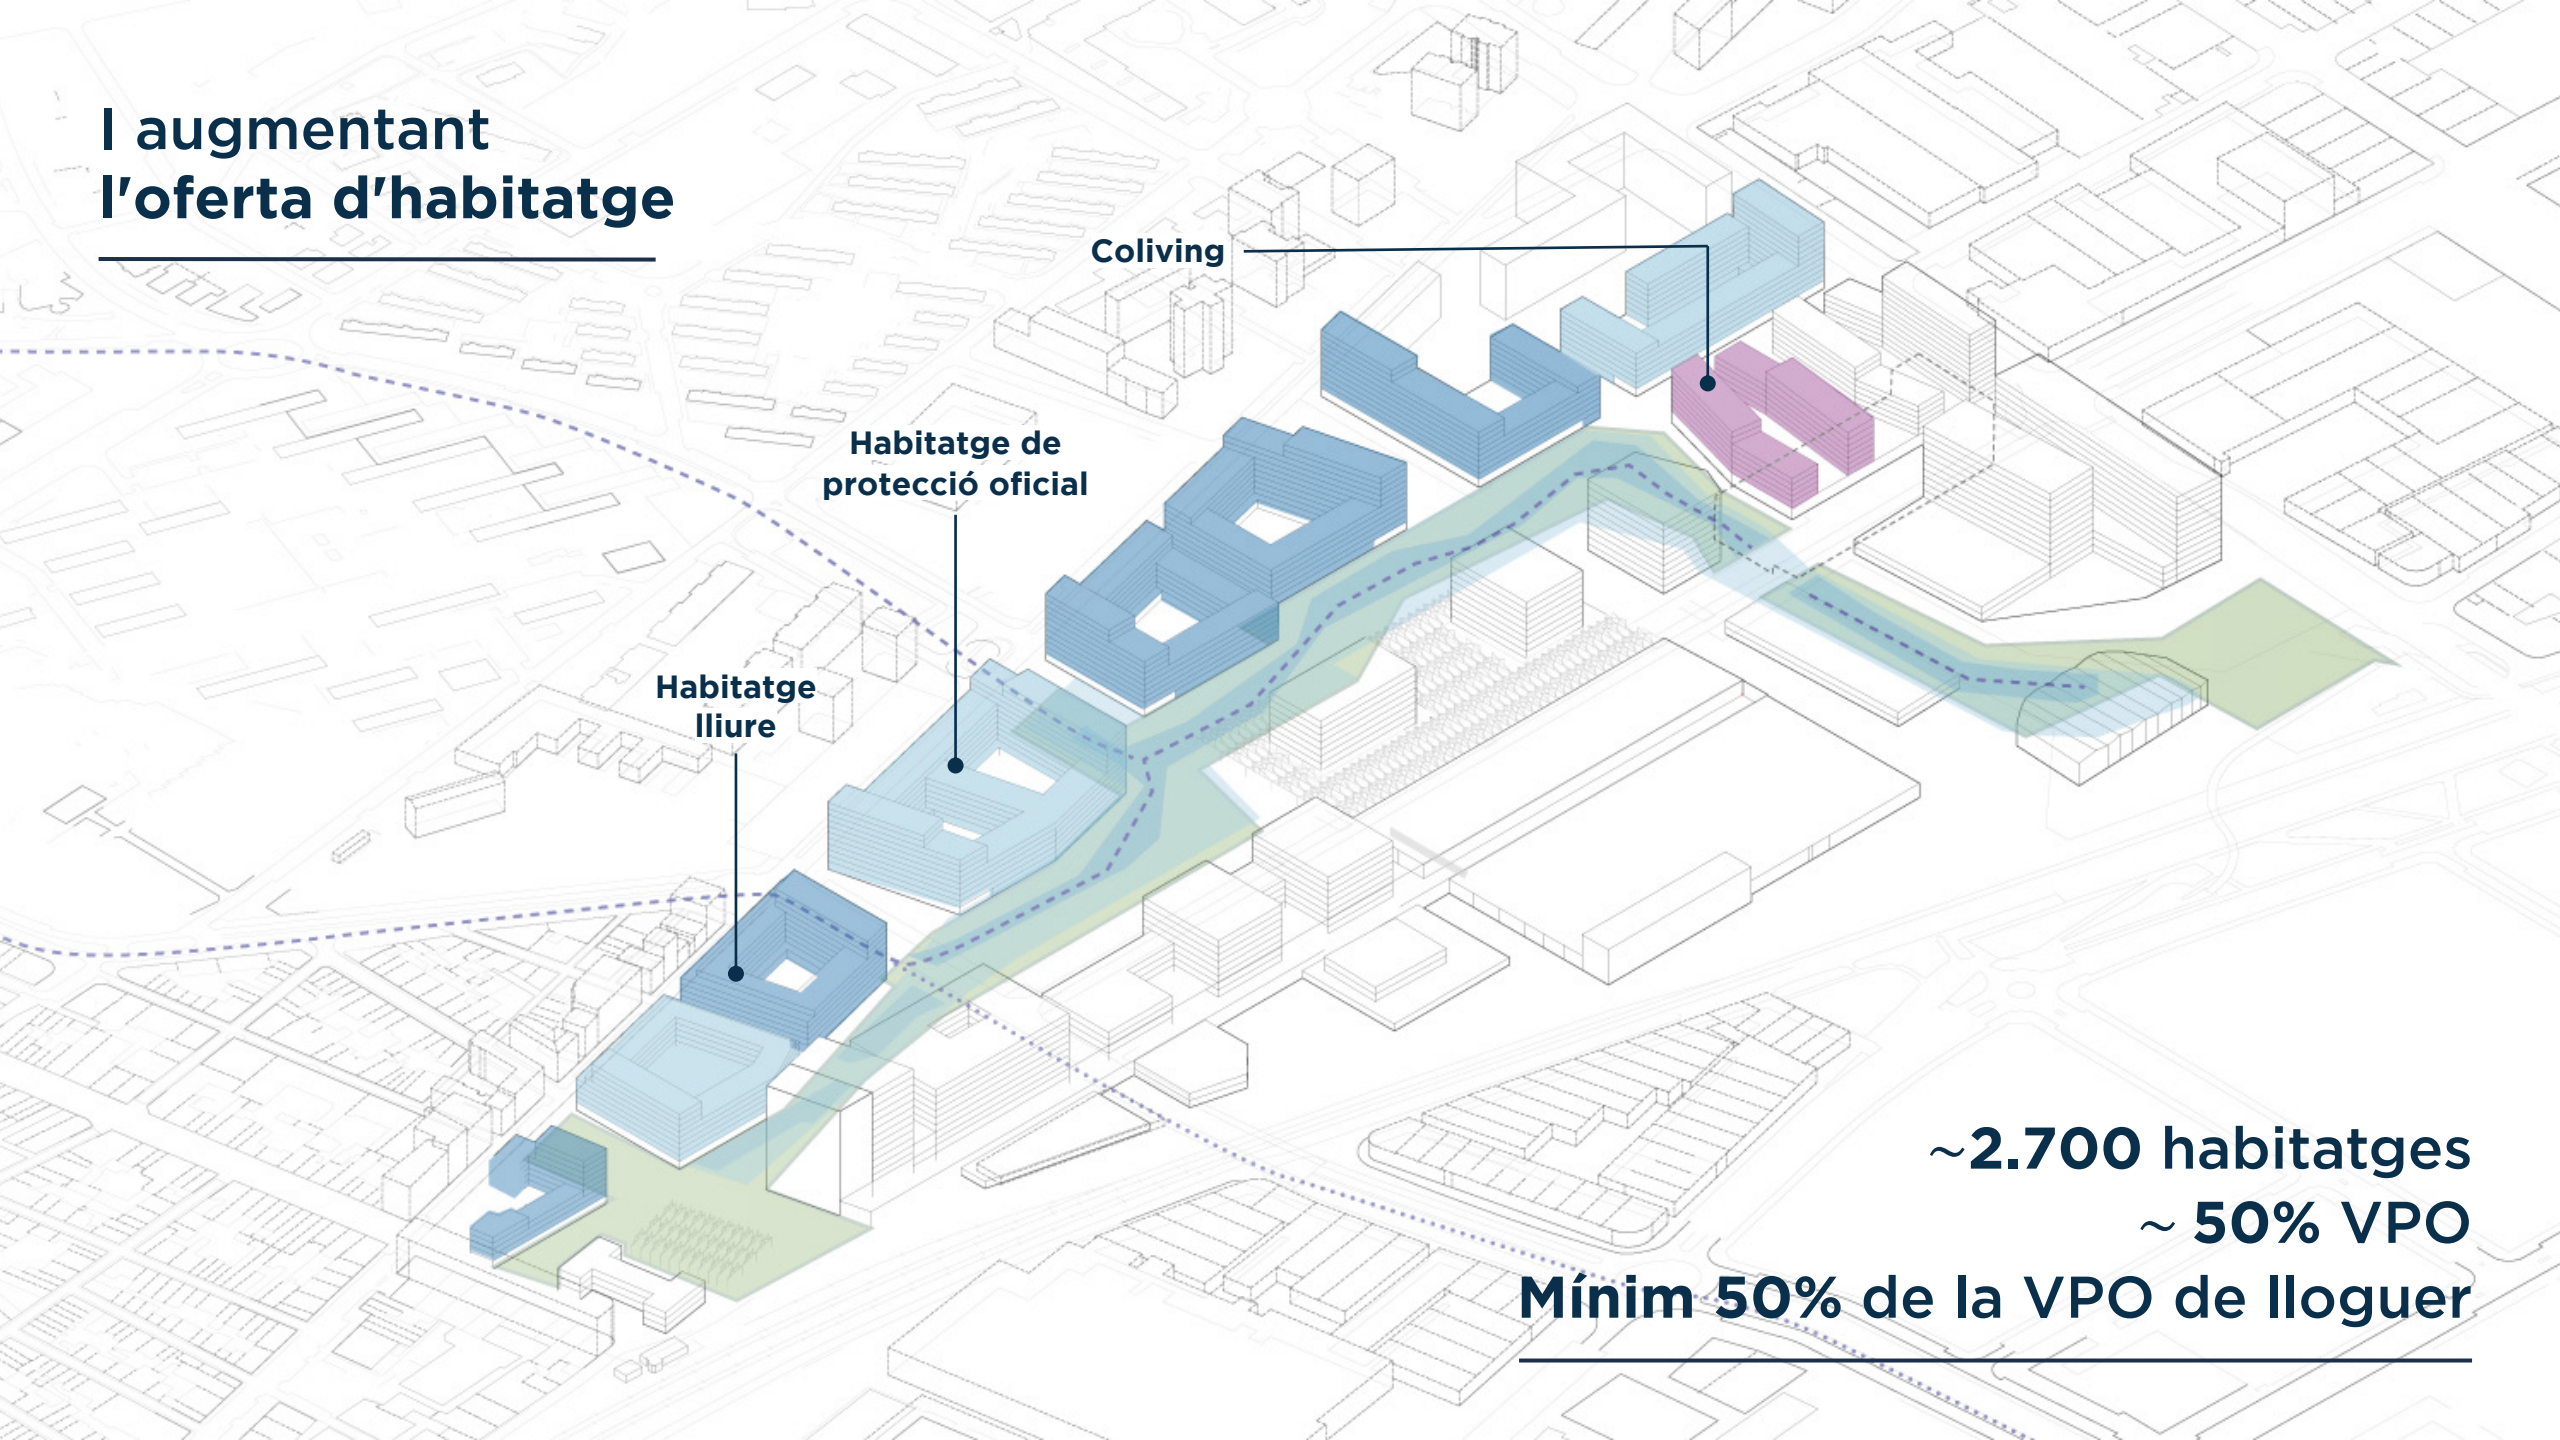 I augmentant
l'oferta d'habitatge
Coliving
Habitatge de
protecció oficial
Habitatge
lliure
~2.700 habitatges
~ 50% VPO
Mínim 50% de la VPO de lloguer